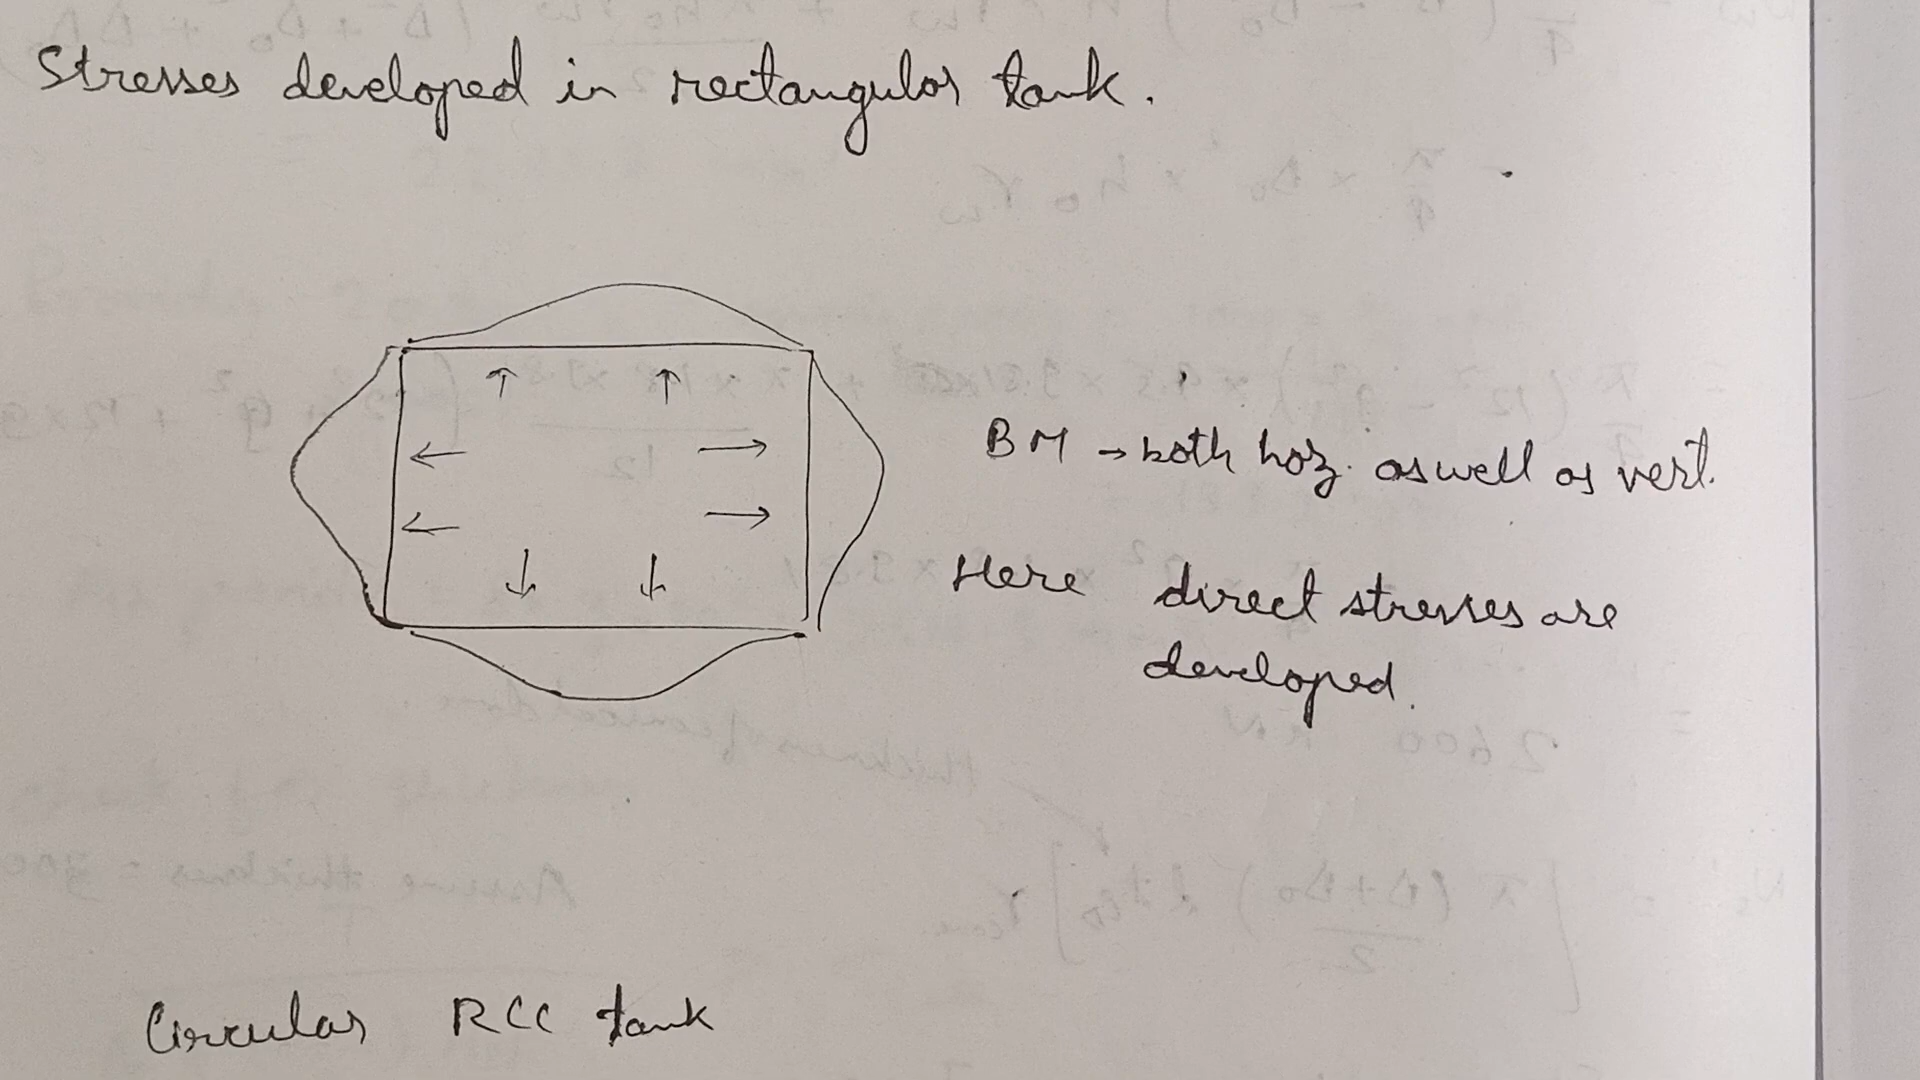 Stresses developed in rectangular tank.
BM → both hoz. as well as vert.
Here direct stresses are
developed.
Circular RCC tank